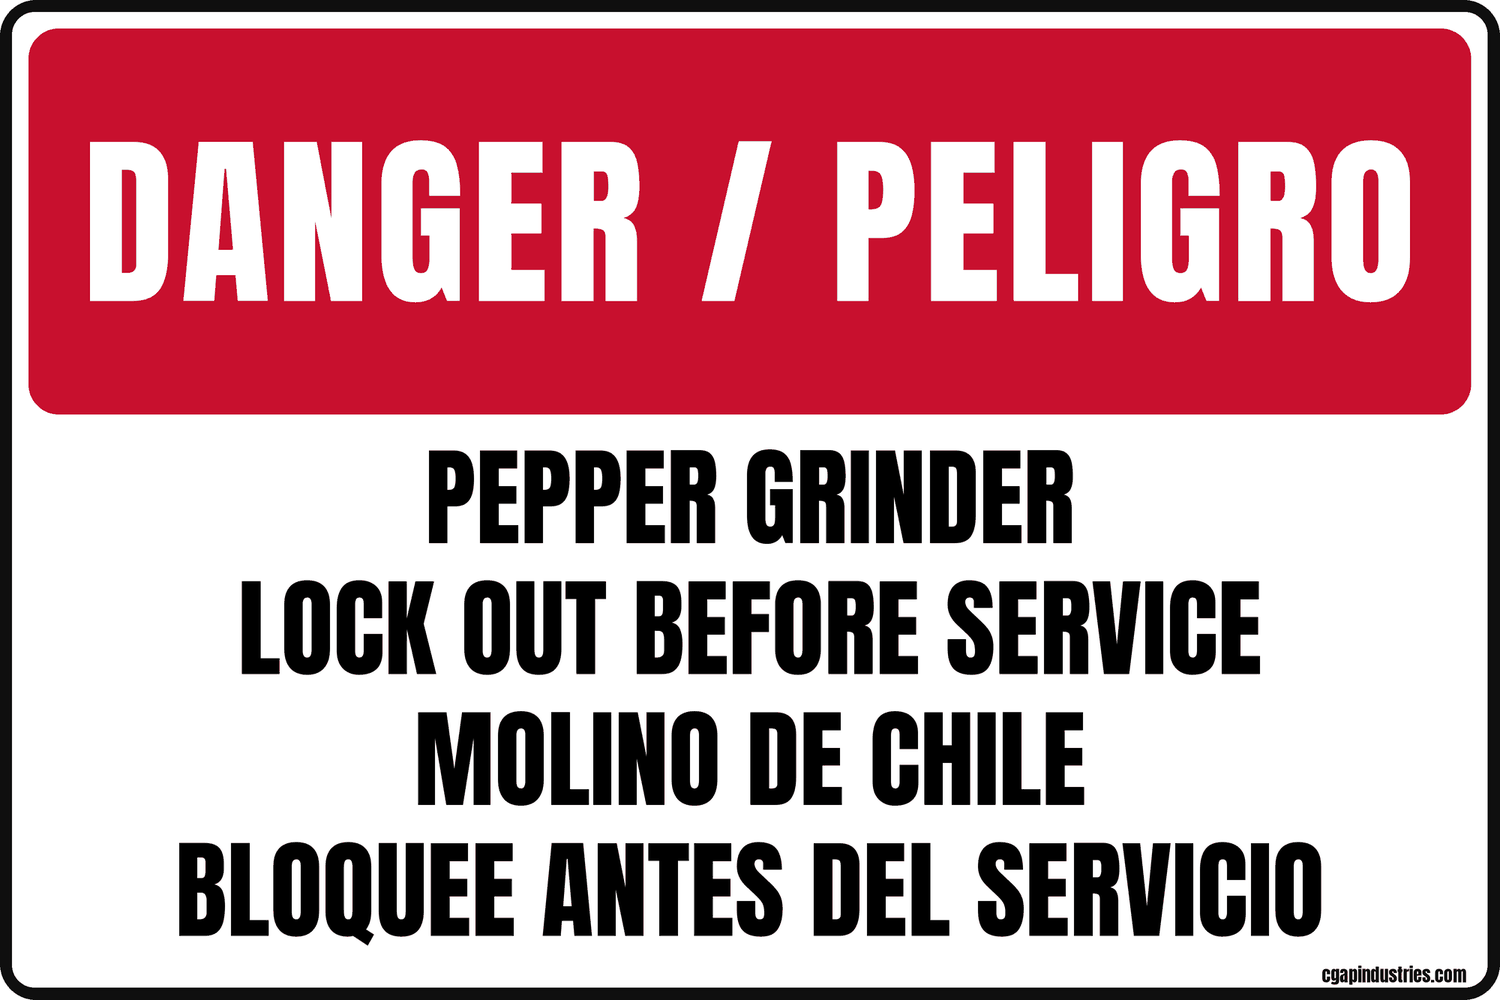 DANGER / PELIGRO
PEPPER GRINDER
LOCK OUT BEFORE SERVICE
MOLINO DE CHILE
BLOQUEE ANTES DEL SERVICIO
cgapindustries.com